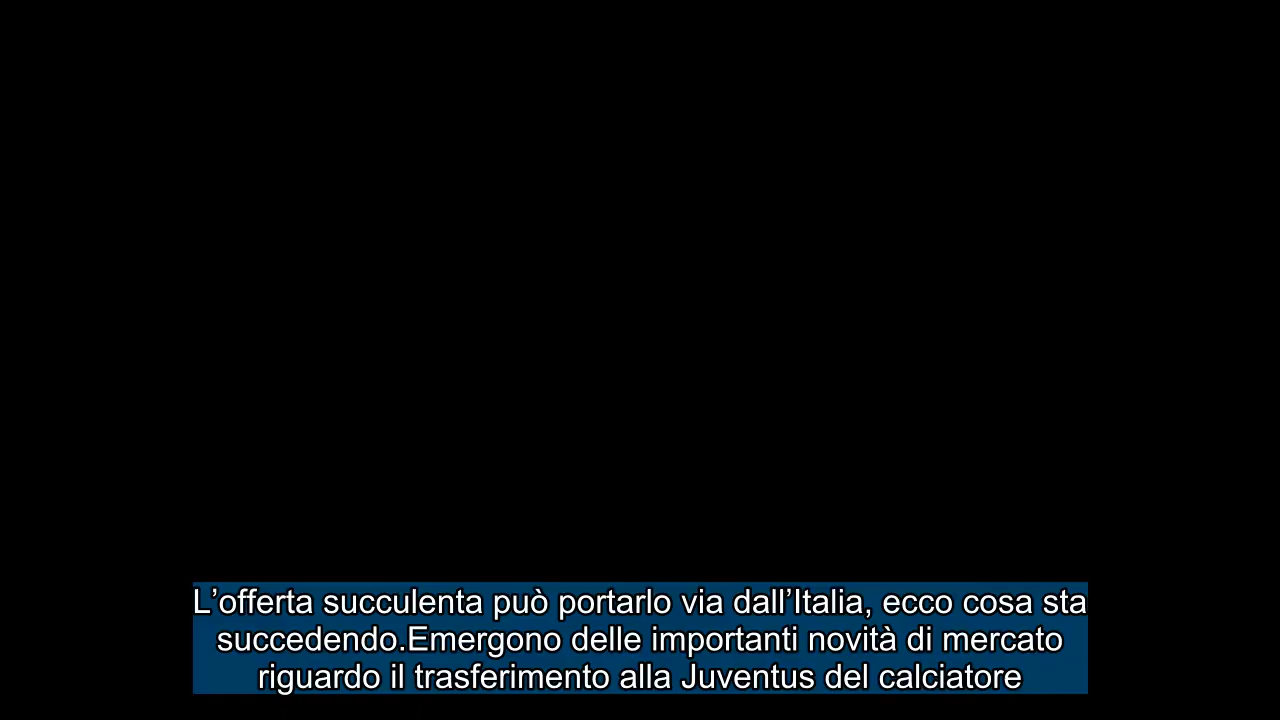 L’offerta succulenta può portarlo via dall’Italia, ecco cosa sta
succedendo.Emergono delle importanti novità di mercato
riguardo il trasferimento alla Juventus del calciatore